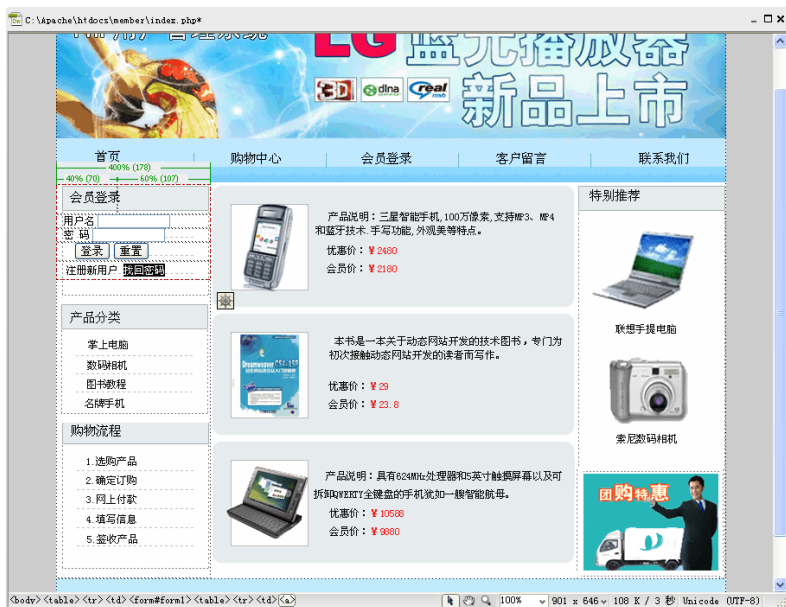 C:\Apache\htdocs\member\index.php*
LG 蓝光播放器
3D dlna Creal
新品上市
首页 购物中心 会员登录 客户留言 联系我们
400% (178)
40% (70) 60% (107)
会员登录
用户名
密 码
登录 重置
注册新用户 找回密码
产品分类
掌上电脑
数码相机
图书教程
名牌手机
购物流程
1.选购产品
2.确定订购
3.网上付款
4.填写信息
5.签收产品
产品说明:三星智能手机,100万像素,支持MP3、MP4
和蓝牙技术.手写功能,外观美等特点。
优惠价:¥2480
会员价:¥2180
本书是一本关于动态网站开发的技术图书,专门为
初次接触动态网站开发的读者而写作。
优惠价:¥29
会员价:¥23.8
产品说明:具有624MHz处理器和5英寸触摸屏幕以及可
拆卸QWERTY全键盘的手机犹如一艘智能航母。
优惠价:¥10588
会员价:¥9880
特别推荐
联想手提电脑
索尼数码相机
团购特惠
<body> <table> <tr> <td> <form#form1> <table> <tr> <td> <a>
100% 901 x 646 108 K / 3 秒 Unicode (UTF-8)